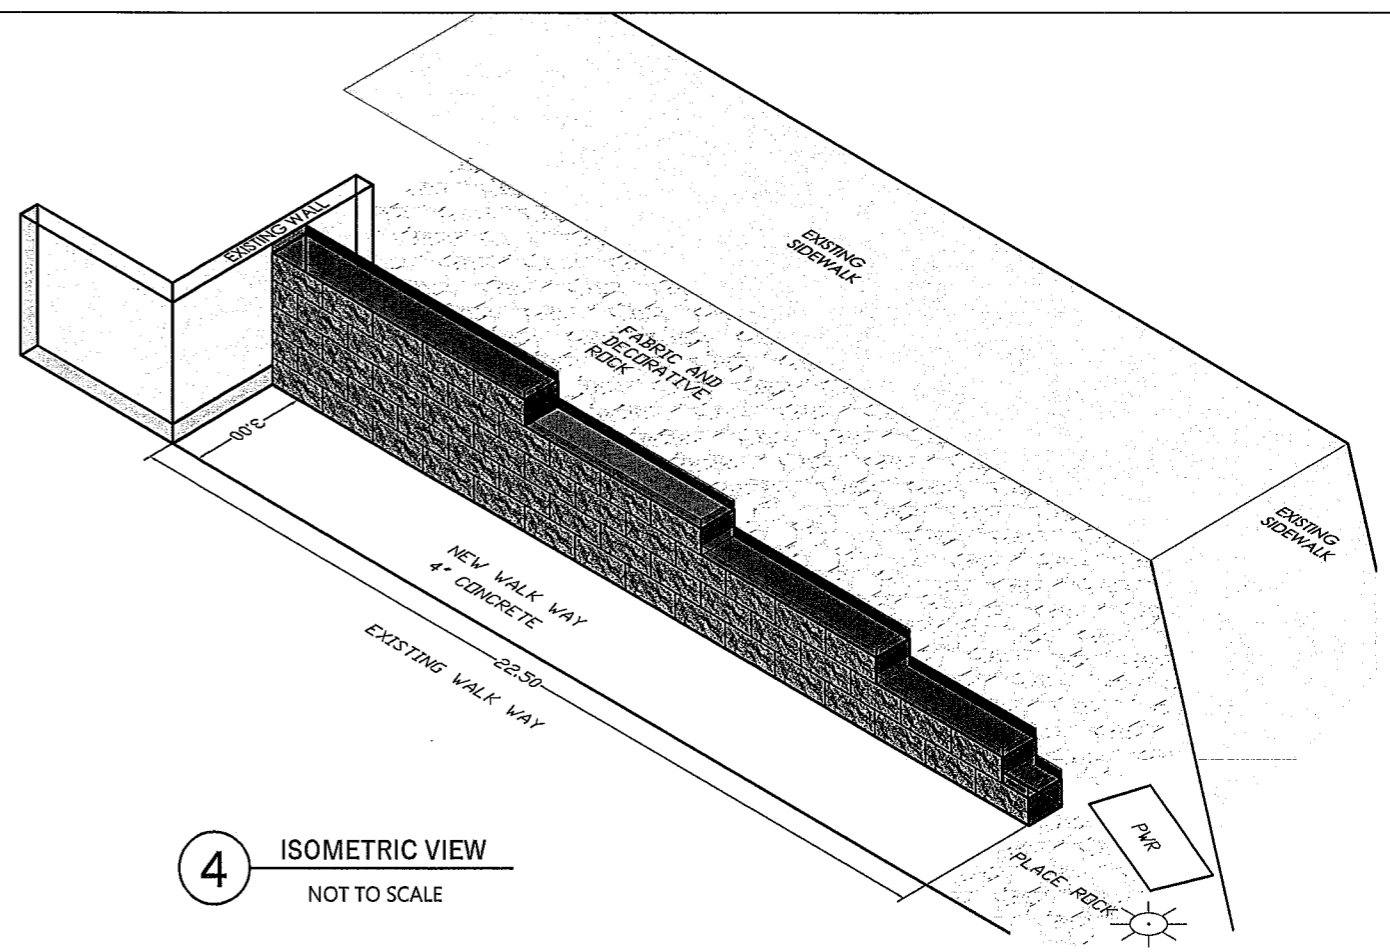 EXISTING WALL
EXISTING
SIDEWALK
FABRIC AND
DECORATIVE
ROCK
EXISTING
SIDEWALK
3.00
NEW WALK WAY
4" CONCRETE
22.50
EXISTING WALK WAY
PWR
PLACE ROCK
4
ISOMETRIC VIEW
NOT TO SCALE